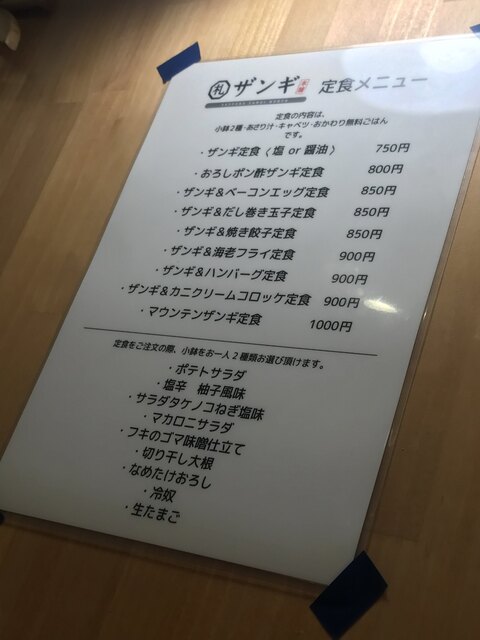 札 ザンギ 定食メニュー
定食の内容は、
小鉢2種・あさり汁・キャベツ・おかわり無料ごはん
です。
・ザンギ定食〈塩 or 醤油〉 750円
・おろしポン酢ザンギ定食 800円
・ザンギ＆ベーコンエッグ定食 850円
・ザンギ＆だし巻き玉子定食 850円
・ザンギ＆焼き餃子定食 850円
・ザンギ＆海老フライ定食 900円
・ザンギ＆ハンバーグ定食 900円
・ザンギ＆カニクリームコロッケ定食 900円
・マウンテンザンギ定食 1000円
定食をご注文の際、小鉢をお一人2種類お選び頂けます。
・ポテトサラダ
・塩辛 柚子風味
・サラダタケノコねぎ塩味
・マカロニサラダ
・フキのゴマ味噌仕立て
・切り干し大根
・なめたけおろし
・冷奴
・生たまご